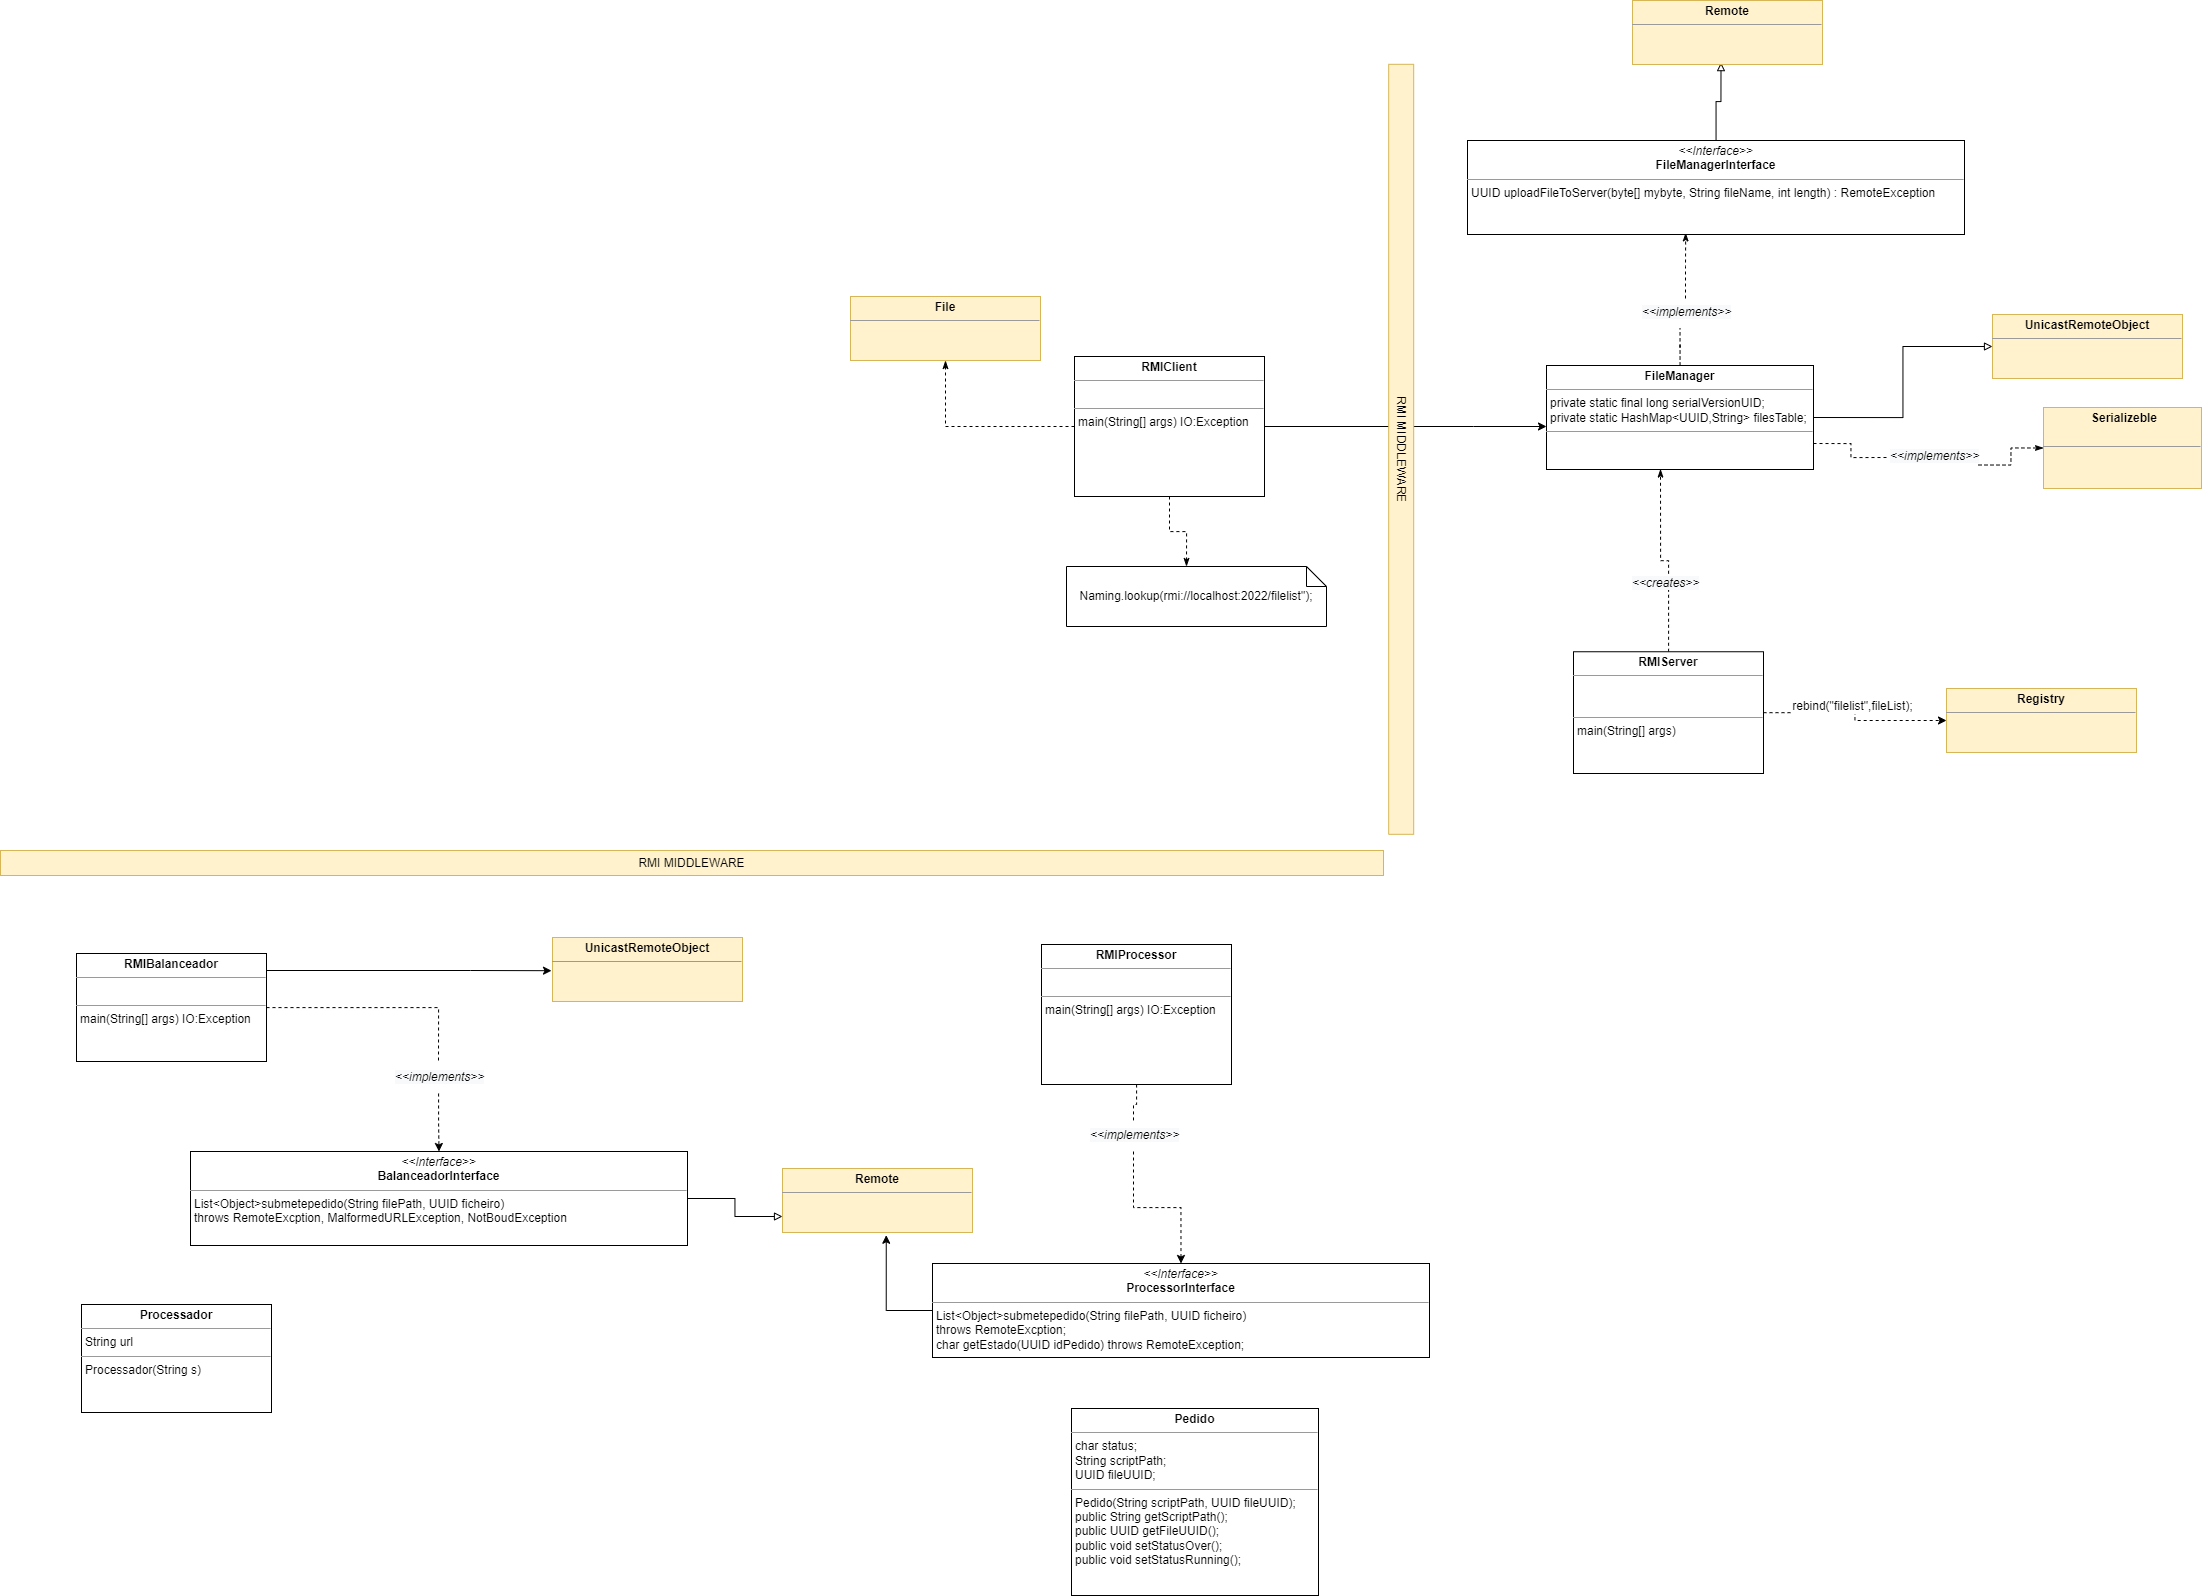 Remote
<<Interface>>
FileManagerInterface
UUID uploadFileToServer(byte[] mybyte, String fileName, int length) : RemoteException
<<implements>>
File
RMIClient
main(String[] args) IO:Exception
Naming.lookup(rmi://localhost:2022/filelist");
RMI MIDDLEWARE
FileManager
private static final long serialVersionUID;
private static HashMap<UUID,String> filesTable;
UnicastRemoteObject
Serializeble
<<implements>>
<<creates>>
RMIServer
main(String[] args)
rebind("filelist",fileList);
Registry
RMI MIDDLEWARE
RMIBalanceador
main(String[] args) IO:Exception
UnicastRemoteObject
<<implements>>
<<Interface>>
BalanceadorInterface
List<Object>submetepedido(String filePath, UUID ficheiro)
throws RemoteExcption, MalformedURLException, NotBoudException
Remote
RMIProcessor
main(String[] args) IO:Exception
<<implements>>
<<Interface>>
ProcessorInterface
List<Object>submetepedido(String filePath, UUID ficheiro)
throws RemoteExcption;
char getEstado(UUID idPedido) throws RemoteException;
Processador
String url
Processador(String s)
Pedido
char status;
String scriptPath;
UUID fileUUID;
Pedido(String scriptPath, UUID fileUUID);
public String getScriptPath();
public UUID getFileUUID();
public void setStatusOver();
public void setStatusRunning();